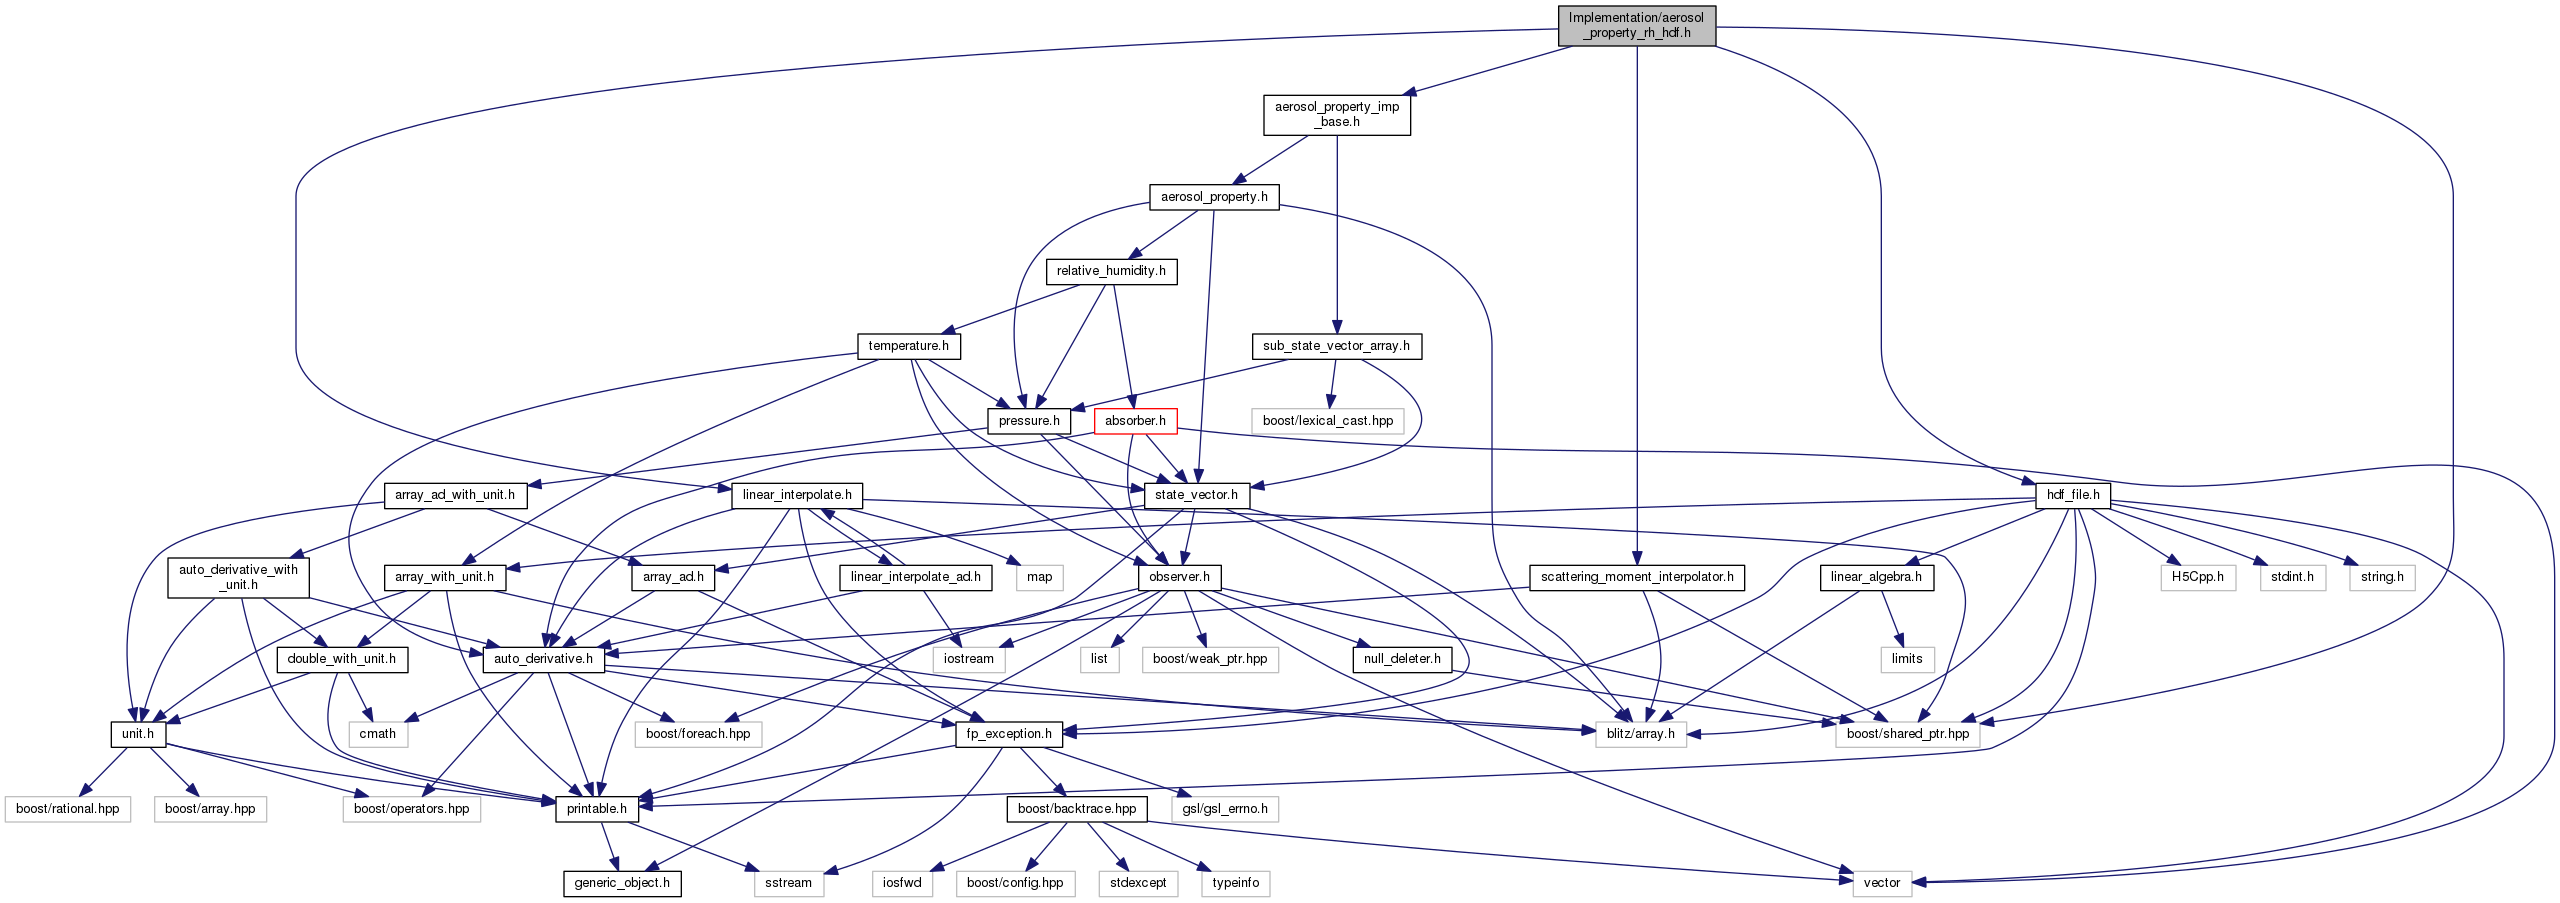 Implementation/aerosol
_property_rh_hdf.h
aerosol_property_imp
_base.h
aerosol_property.h
relative_humidity.h
temperature.h
sub_state_vector_array.h
pressure.h
absorber.h
boost/lexical_cast.hpp
array_ad_with_unit.h
linear_interpolate.h
state_vector.h
hdf_file.h
auto_derivative_with
_unit.h
array_with_unit.h
array_ad.h
linear_interpolate_ad.h
map
observer.h
scattering_moment_interpolator.h
linear_algebra.h
H5Cpp.h
stdint.h
string.h
double_with_unit.h
auto_derivative.h
iostream
list
boost/weak_ptr.hpp
null_deleter.h
limits
unit.h
cmath
boost/foreach.hpp
fp_exception.h
blitz/array.h
boost/shared_ptr.hpp
boost/rational.hpp
boost/array.hpp
boost/operators.hpp
printable.h
boost/backtrace.hpp
gsl/gsl_errno.h
generic_object.h
sstream
iosfwd
boost/config.hpp
stdexcept
typeinfo
vector